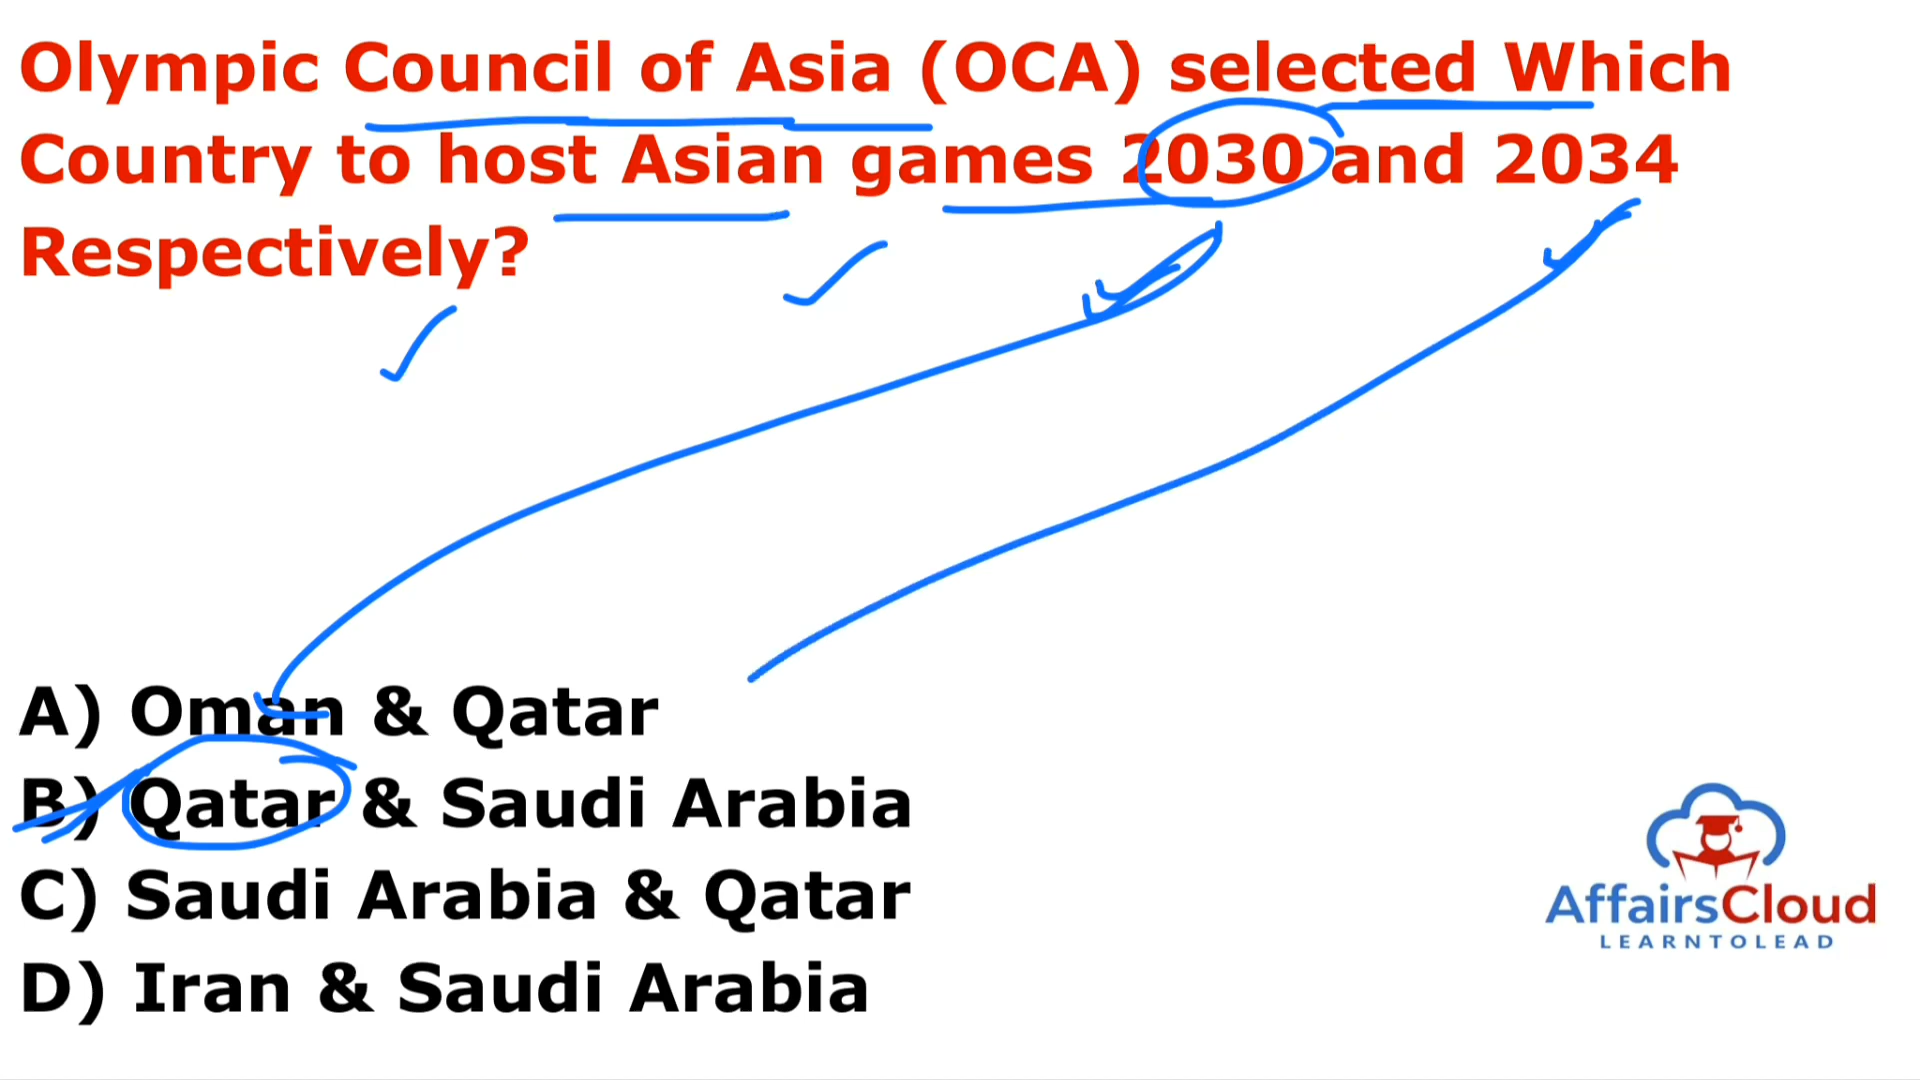 Olympic Council of Asia (OCA) selected Which
Country to host Asian games 2030 and 2034
Respectively?
A) Oman & Qatar
B) Qatar & Saudi Arabia
C) Saudi Arabia & Qatar
D) Iran & Saudi Arabia
AffairsCloud
LEARNTOLEAD